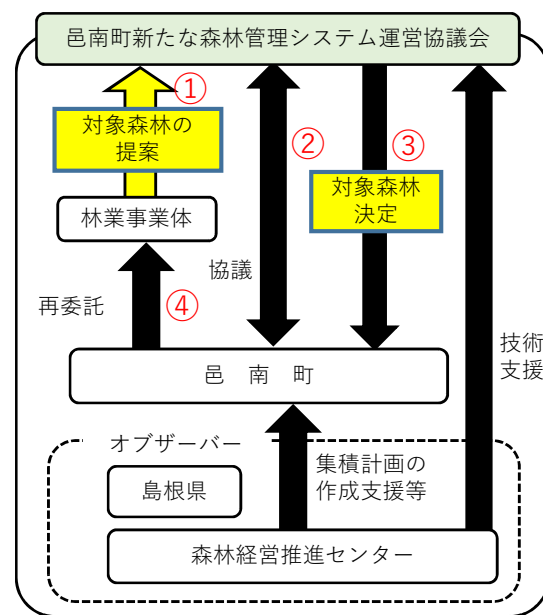 邑南町新たな森林管理システム運営協議会
①
対象森林の
提案
林業事業体
②
③
対象森林
決定
協議
再委託
④
技術
支援
邑　南　町
オブザーバー
島根県
集積計画の
作成支援等
森林経営推進センター